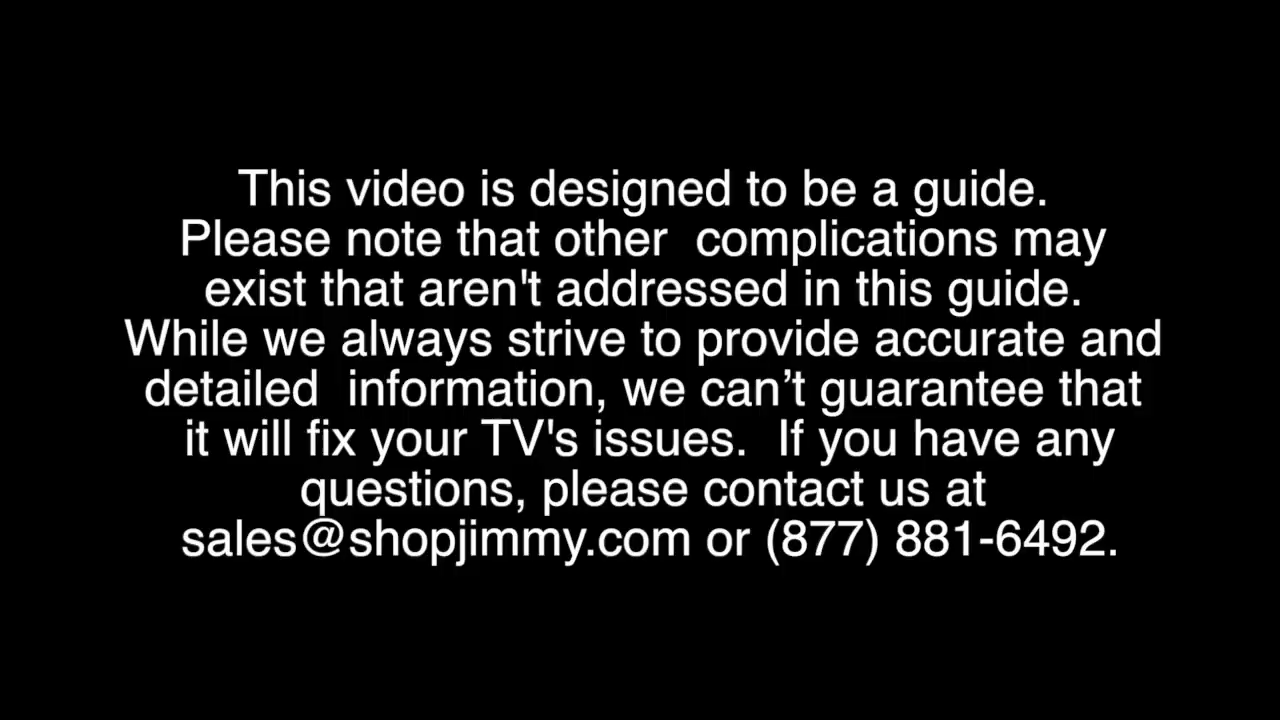 This video is designed to be a guide.
Please note that other  complications may
exist that aren't addressed in this guide.
While we always strive to provide accurate and
detailed  information, we can’t guarantee that
it will fix your TV's issues.  If you have any
questions, please contact us at
sales@shopjimmy.com or (877) 881-6492.